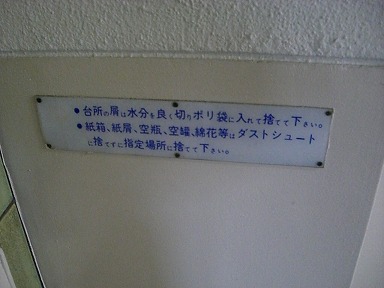 ●台所の屑は水分を良く切りポリ袋に入れて捨てて下さい。
●紙箱、紙屑、空瓶、空罐、綿花等はダストシュート
に捨てずに指定場所に捨てて下さい。